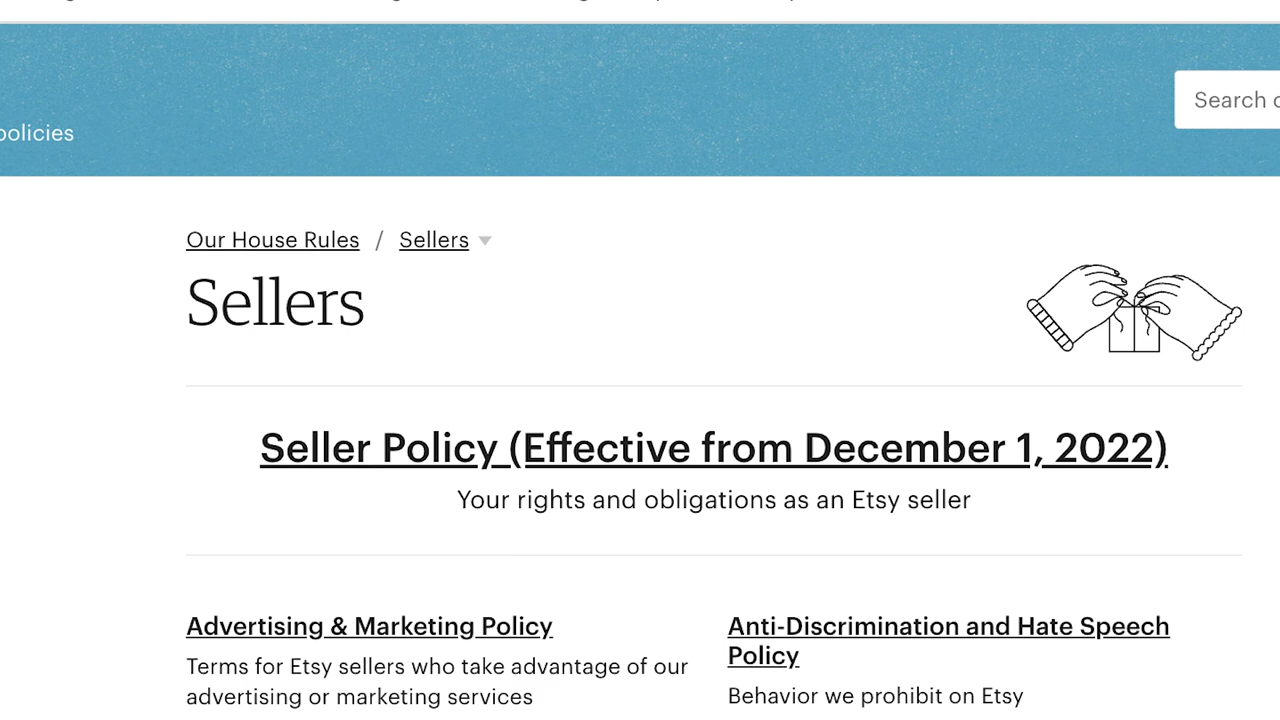 policies
Search
Our House Rules / Sellers
Sellers
Seller Policy (Effective from December 1, 2022)
Your rights and obligations as an Etsy seller
Advertising & Marketing Policy
Terms for Etsy sellers who take advantage of our
advertising or marketing services
Anti-Discrimination and Hate Speech
Policy
Behavior we prohibit on Etsy